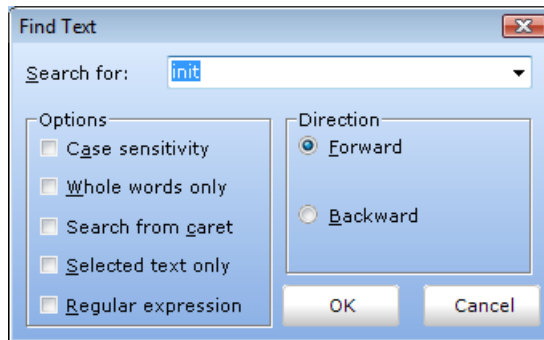 Find Text
Search for: init
Options
Case sensitivity
Whole words only
Search from caret
Selected text only
Regular expression
Direction
Forward
Backward
OK Cancel